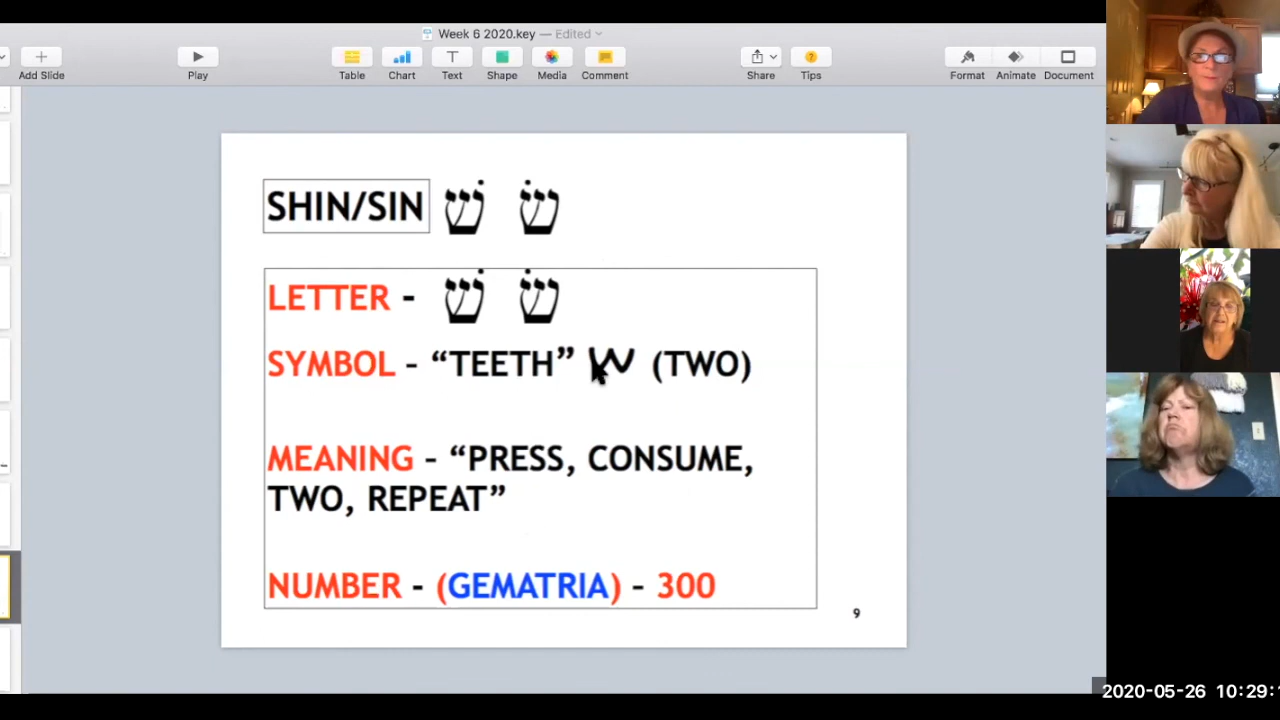 Week 6 2020.key — Edited
Add Slide
Play
Table
Chart
Text
Shape
Media
Comment
Share
Tips
Format
Animate
Document
SHIN/SIN שׁ שׂ
LETTER - שׁ שׂ
SYMBOL - “TEETH” (TWO)
MEANING - “PRESS, CONSUME,
TWO, REPEAT”
NUMBER - (GEMATRIA) - 300
9
2020-05-26 10:29: